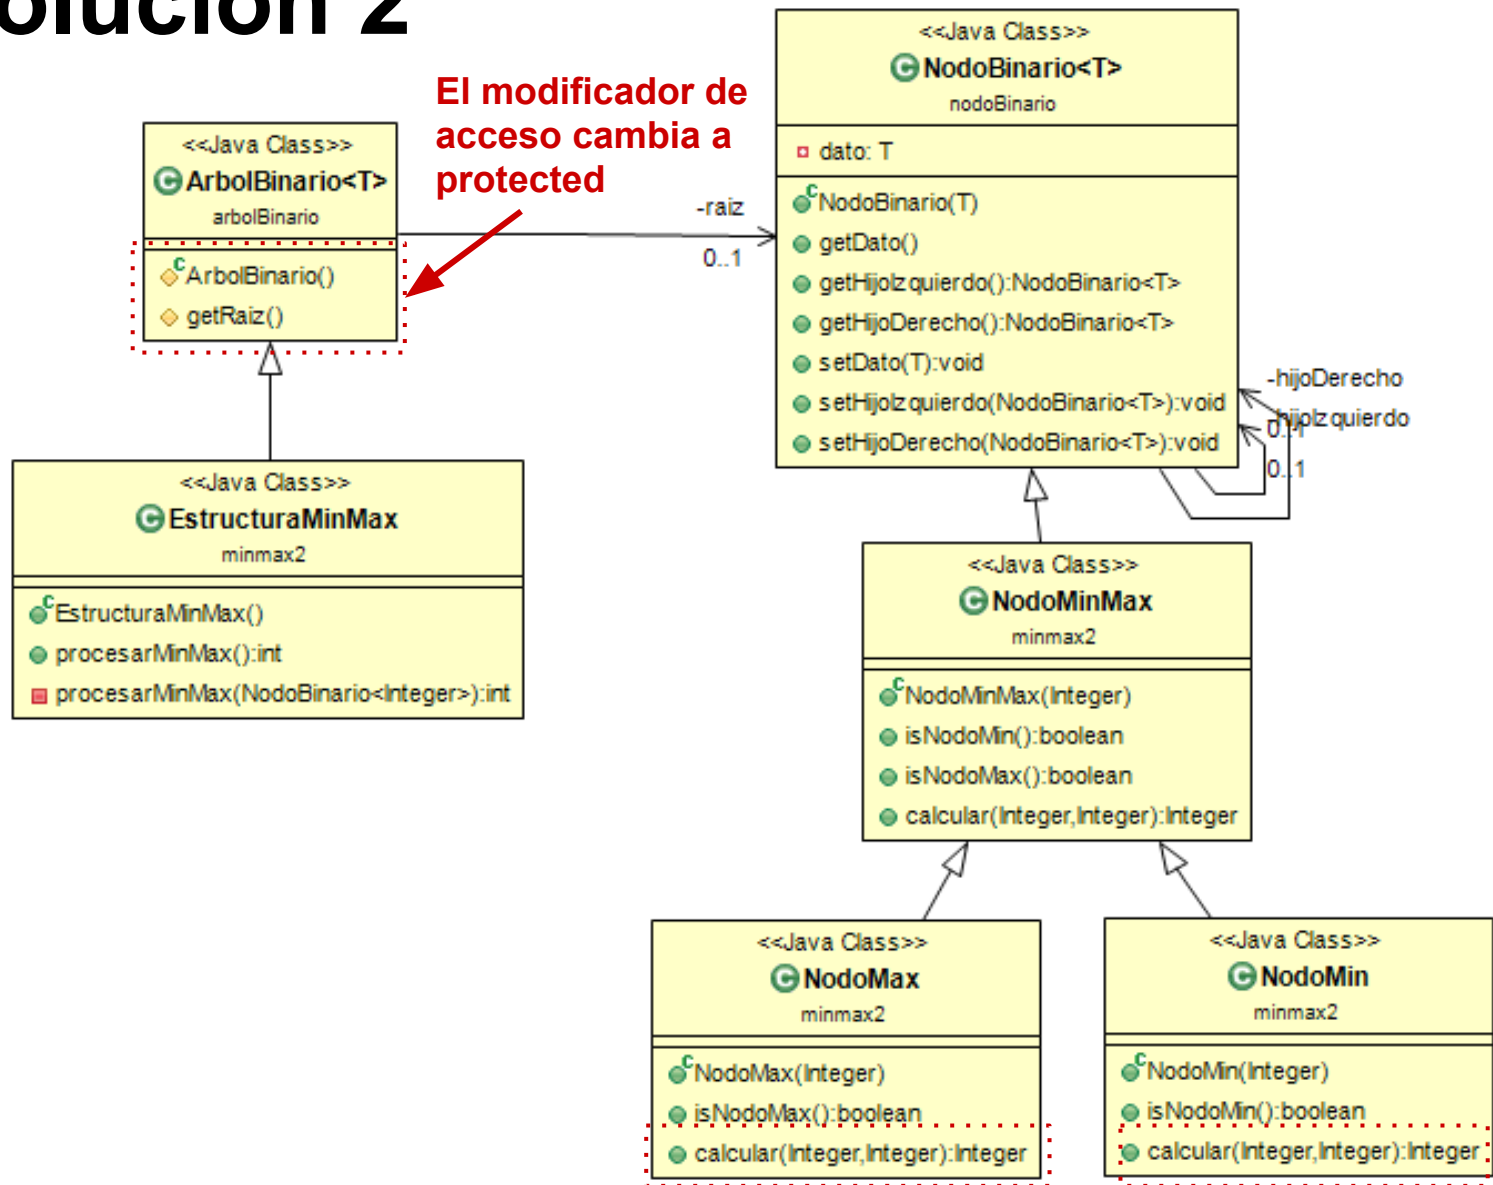 olución 2
El modificador de
acceso cambia a
protected
<<Java Class>>
ArbolBinario<T>
arbolBinario
ArbolBinario()
getRaiz()
-raiz
0..1
<<Java Class>>
NodoBinario<T>
nodoBinario
dato: T
NodoBinario(T)
getDato()
getHijoIzquierdo():NodoBinario<T>
getHijoDerecho():NodoBinario<T>
setDato(T):void
setHijoIzquierdo(NodoBinario<T>):void
setHijoDerecho(NodoBinario<T>):void
-hijoDerecho
-hijoIzquierdo
0..1
0..1
<<Java Class>>
EstructuraMinMax
minmax2
EstructuraMinMax()
procesarMinMax():int
procesarMinMax(NodoBinario<Integer>):int
<<Java Class>>
NodoMinMax
minmax2
NodoMinMax(Integer)
isNodoMin():boolean
isNodoMax():boolean
calcular(Integer,Integer):Integer
<<Java Class>>
NodoMax
minmax2
NodoMax(Integer)
isNodoMax():boolean
calcular(Integer,Integer):Integer
<<Java Class>>
NodoMin
minmax2
NodoMin(Integer)
isNodoMin():boolean
calcular(Integer,Integer):Integer